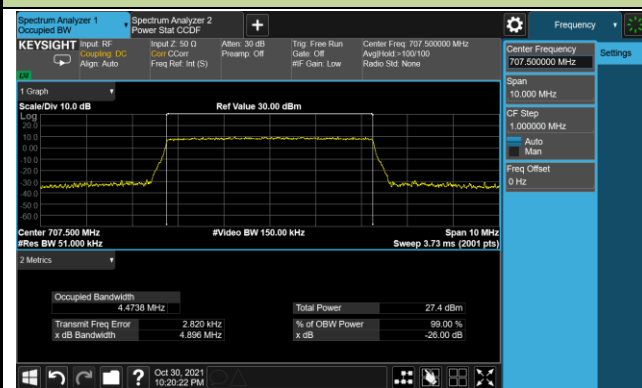 Spectrum Analyzer 1
Occupied BW
Spectrum Analyzer 2
Power Stat CCDF
+
Frequency
KEYSIGHT
Input: RF
Coupling: DC
Align: Auto
Input Z: 50 Ω
Corr CCorr
Freq Ref: Int (S)
Atten: 30 dB
Preamp: Off
Trig: Free Run
Gate: Off
#IF Gain: Low
Center Freq: 707.500000 MHz
Avg|Hold:>100/100
Radio Std: None
Center Frequency
707.500000 MHz
Settings
Span
10.000 MHz
CF Step
1.000000 MHz
Auto
Man
Freq Offset
0 Hz
1 Graph
Scale/Div 10.0 dB
Ref Value 30.00 dBm
Log
20.0
10.0
0.00
-10.0
-20.0
-30.0
-40.0
-50.0
-60.0
Center 707.500 MHz
#Video BW 150.00 kHz
Span 10 MHz
#Res BW 51.000 kHz
Sweep 3.73 ms (2001 pts)
2 Metrics
Occupied Bandwidth
4.4738 MHz
Total Power
27.4 dBm
Transmit Freq Error
2.820 kHz
% of OBW Power
99.00 %
x dB Bandwidth
4.896 MHz
x dB
-26.00 dB
?
Oct 30, 2021
10:20:22 PM